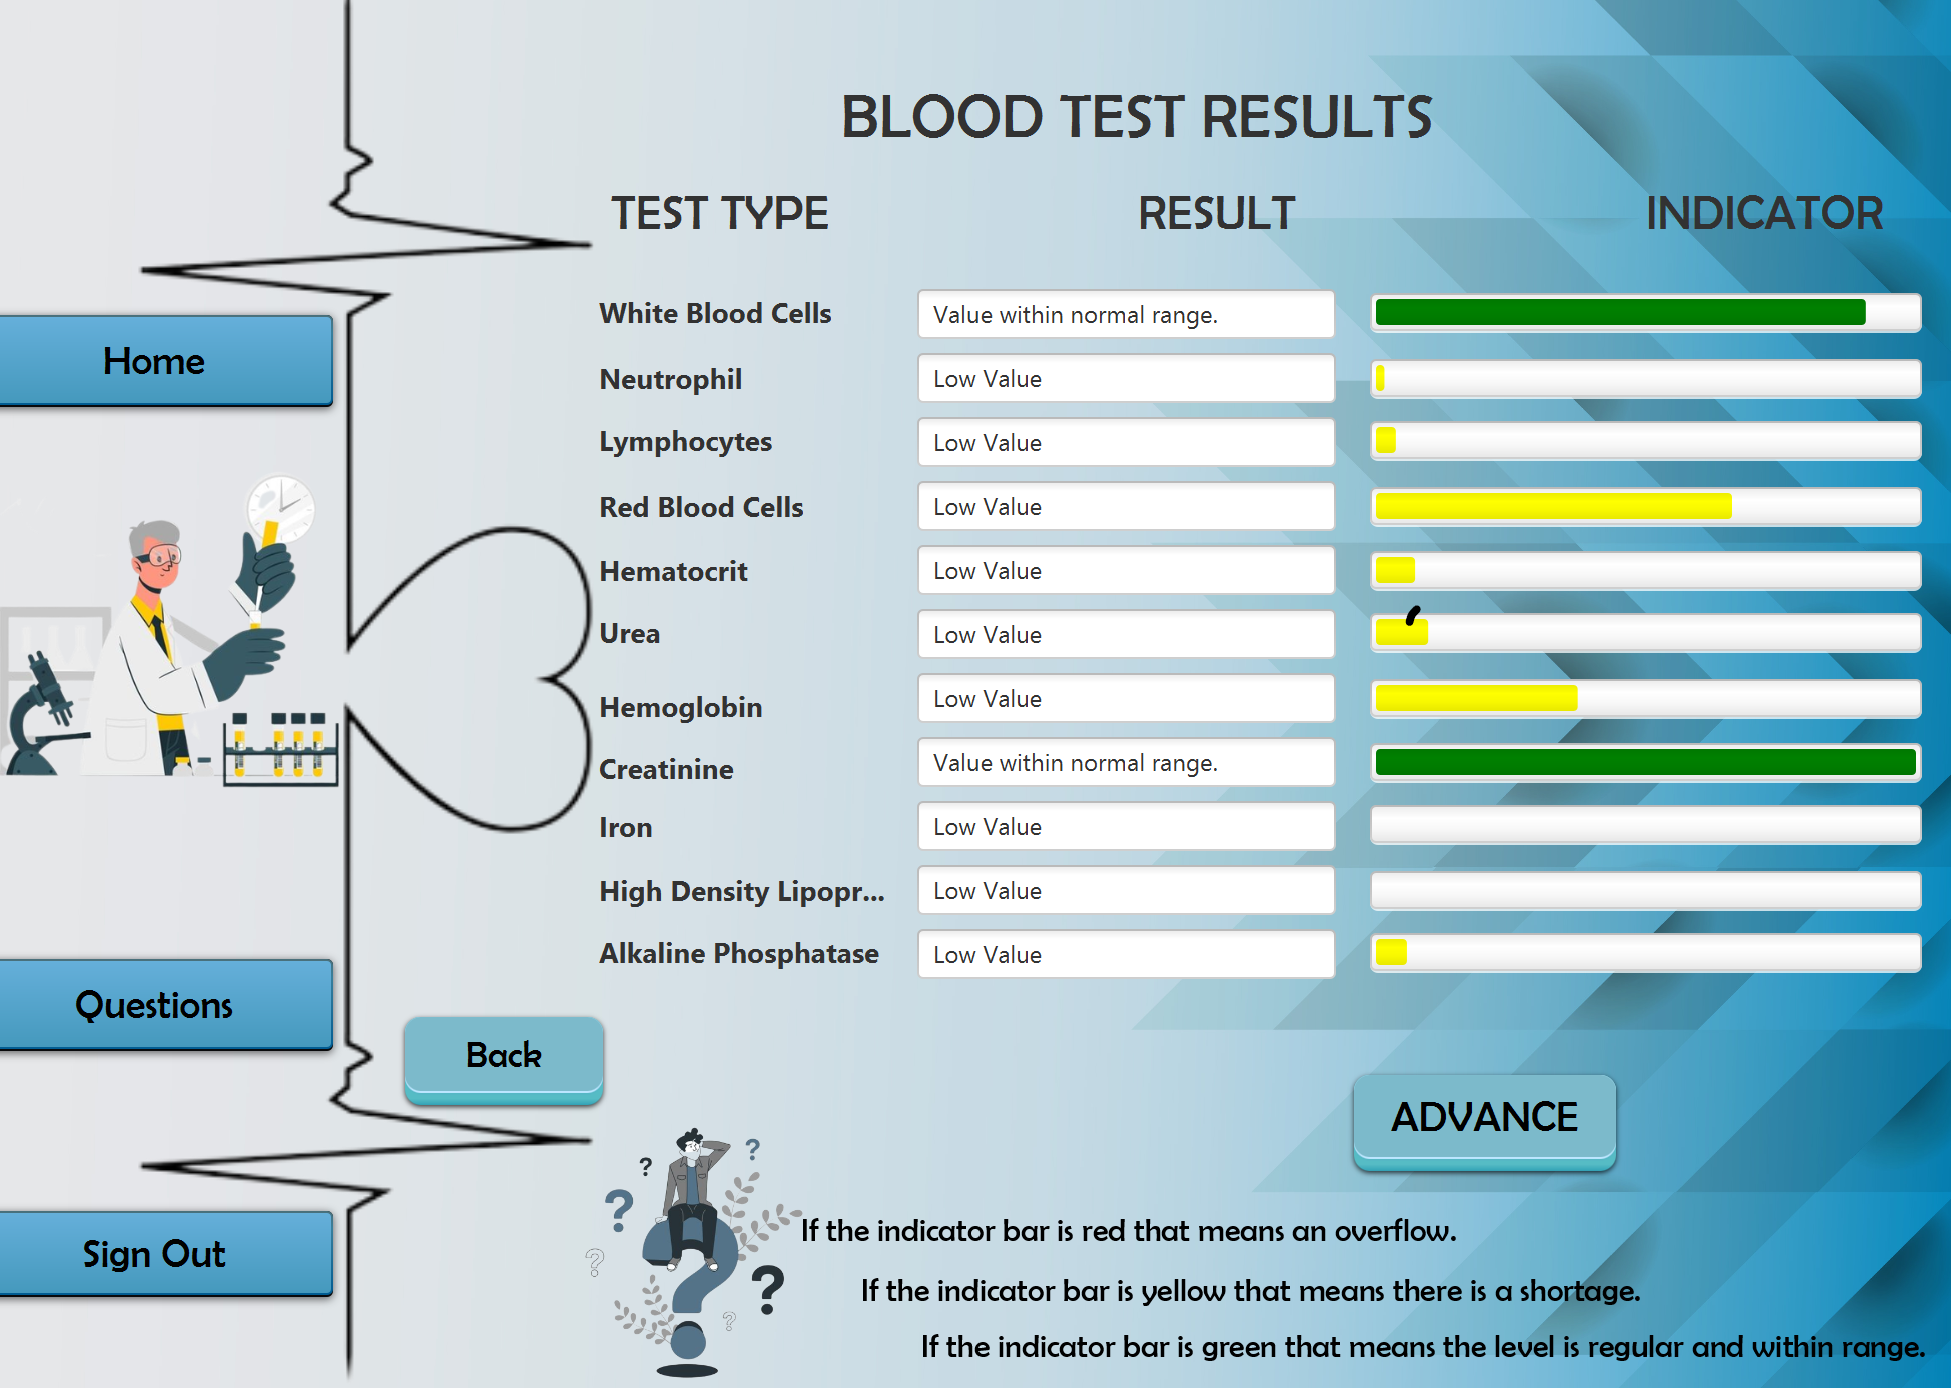 BLOOD TEST RESULTS
TEST TYPE RESULT INDICATOR
White Blood Cells Value within normal range.
Neutrophil Low Value
Lymphocytes Low Value
Red Blood Cells Low Value
Hematocrit Low Value
Urea Low Value
Hemoglobin Low Value
Creatinine Value within normal range.
Iron Low Value
High Density Lipopr... Low Value
Alkaline Phosphatase Low Value
Home
Questions
Sign Out
Back
ADVANCE
? ? ? ? ? ?
If the indicator bar is red that means an overflow.
If the indicator bar is yellow that means there is a shortage.
If the indicator bar is green that means the level is regular and within range.